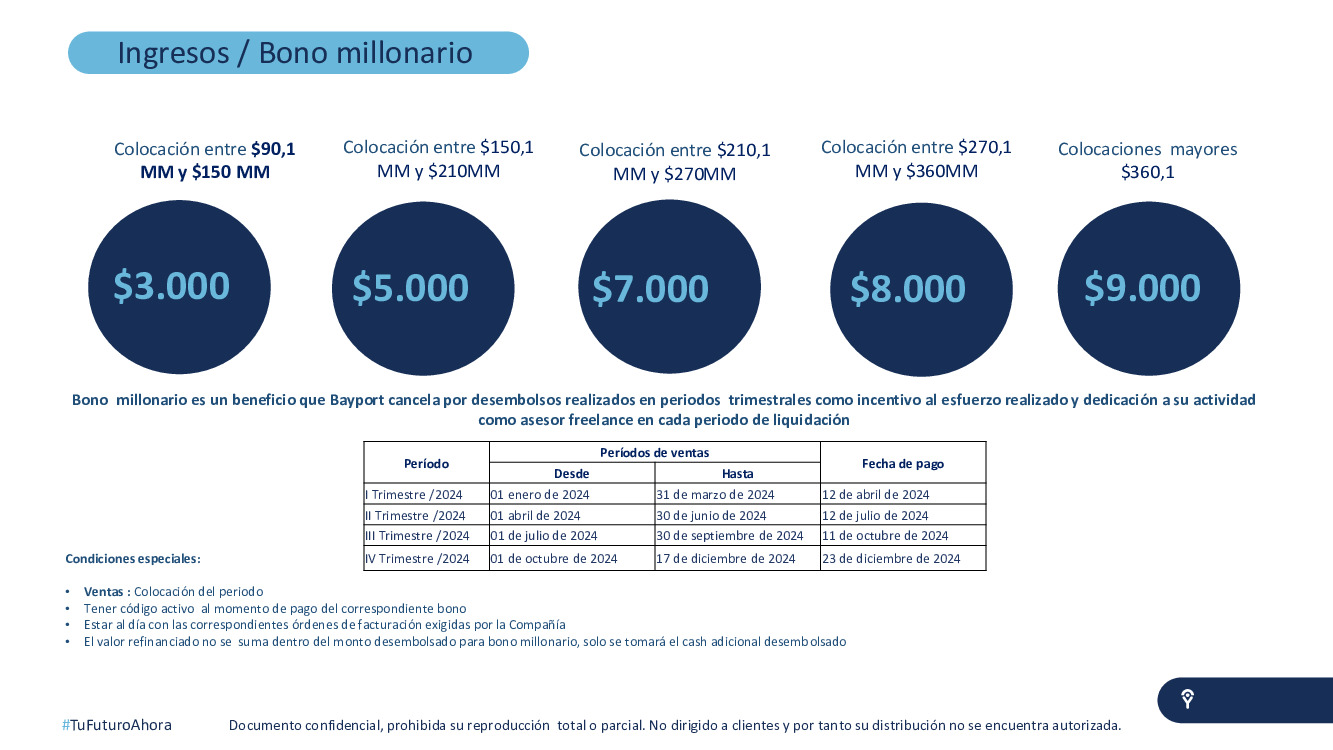 Ingresos / Bono millonario
Colocación entre $90,1
MM y $150 MM
Colocación entre $150,1
MM y $210MM
Colocación entre $210,1
MM y $270MM
Colocación entre $270,1
MM y $360MM
Colocaciones mayores
$360,1
$3.000
$5.000
$7.000
$8.000
$9.000
Bono millonario es un beneficio que Bayport cancela por desembolsos realizados en periodos trimestrales como incentivo al esfuerzo realizado y dedicación a su actividad
como asesor freelance en cada periodo de liquidación
Período Períodos de ventas Fecha de pago
Desde Hasta
I Trimestre /2024 01 enero de 2024 31 de marzo de 2024 12 de abril de 2024
II Trimestre /2024 01 abril de 2024 30 de junio de 2024 12 de julio de 2024
III Trimestre /2024 01 de julio de 2024 30 de septiembre de 2024 11 de octubre de 2024
IV Trimestre /2024 01 de octubre de 2024 17 de diciembre de 2024 23 de diciembre de 2024
Condiciones especiales:
• Ventas : Colocación del periodo
• Tener código activo al momento de pago del correspondiente bono
• Estar al día con las correspondientes órdenes de facturación exigidas por la Compañía
• El valor refinanciado no se suma dentro del monto desembolsado para bono millonario, solo se tomará el cash adicional desembolsado
#TuFuturoAhora
Documento confidencial, prohibida su reproducción total o parcial. No dirigido a clientes y por tanto su distribución no se encuentra autorizada.